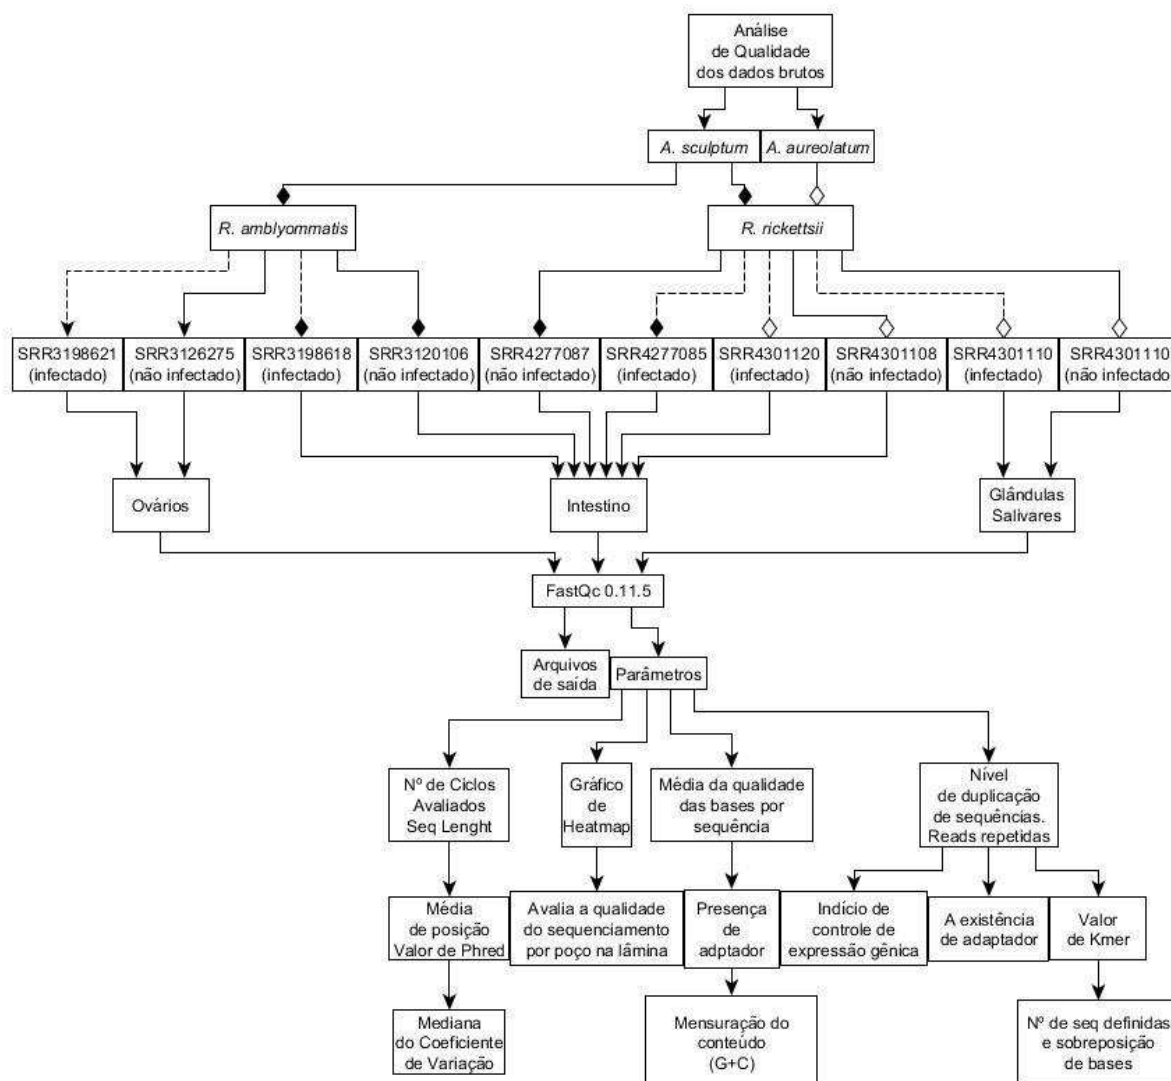 Análise
de Qualidade
dos dados brutos
A. sculptum
A. aureolatum
R. amblyommatis
R. rickettsii
SRR3198621
(infectado)
SRR3126275
(não infectado)
SRR3198618
(infectado)
SRR3120106
(não infectado)
SRR4277087
(não infectado)
SRR4277085
(infectado)
SRR4301120
(infectado)
SRR4301108
(não infectado)
SRR4301110
(infectado)
SRR4301110
(não infectado
Ovários
Intestino
Glândulas
Salivares
FastQc 0.11.5
Arquivos
de saída
Parâmetros
Nº de Ciclos
Avaliados
Seq Lenght
Gráfico
de
Heatmap
Média da qualidade
das bases por
sequência
Nível
de duplicação
de sequências.
Reads repetidas
Média
de posição
Valor de Phred
Avalia a qualidade
do sequenciamento
por poço na lâmina
Presença
de
adptador
Indício de
controle de
expressão gênica
A existência
de adaptador
Valor
de Kmer
Mediana
do Coeficiente
de Variação
Mensuração do
conteúdo
(G+C)
Nº de seq definidas
e sobreposição
de bases